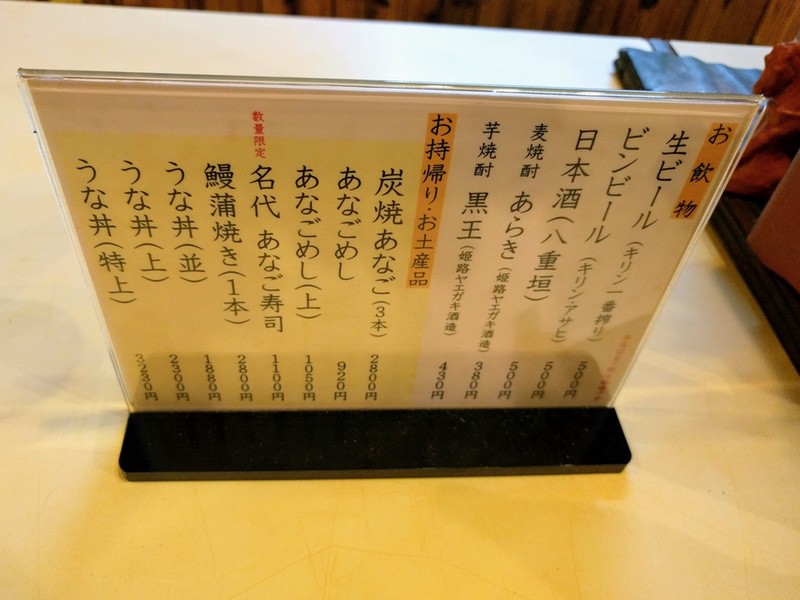 お飲物
生ビール(キリン一番搾り) 500円
ビンビール(キリン・アサヒ) 500円
日本酒(八重垣) 500円
麦焼酎 あらき(姫路ヤエガキ酒造) 380円
芋焼酎 黒王(姫路ヤエガキ酒造) 430円
お持帰り・お土産品
炭焼あなご(3本) 2800円
あなごめし 920円
あなごめし(上) 1050円
数量限定
名代 あなご寿司 1100円
鰻蒲焼き(1本) 2800円
うな丼(並) 1880円
うな丼(上) 2300円
うな丼(特上) 3230円